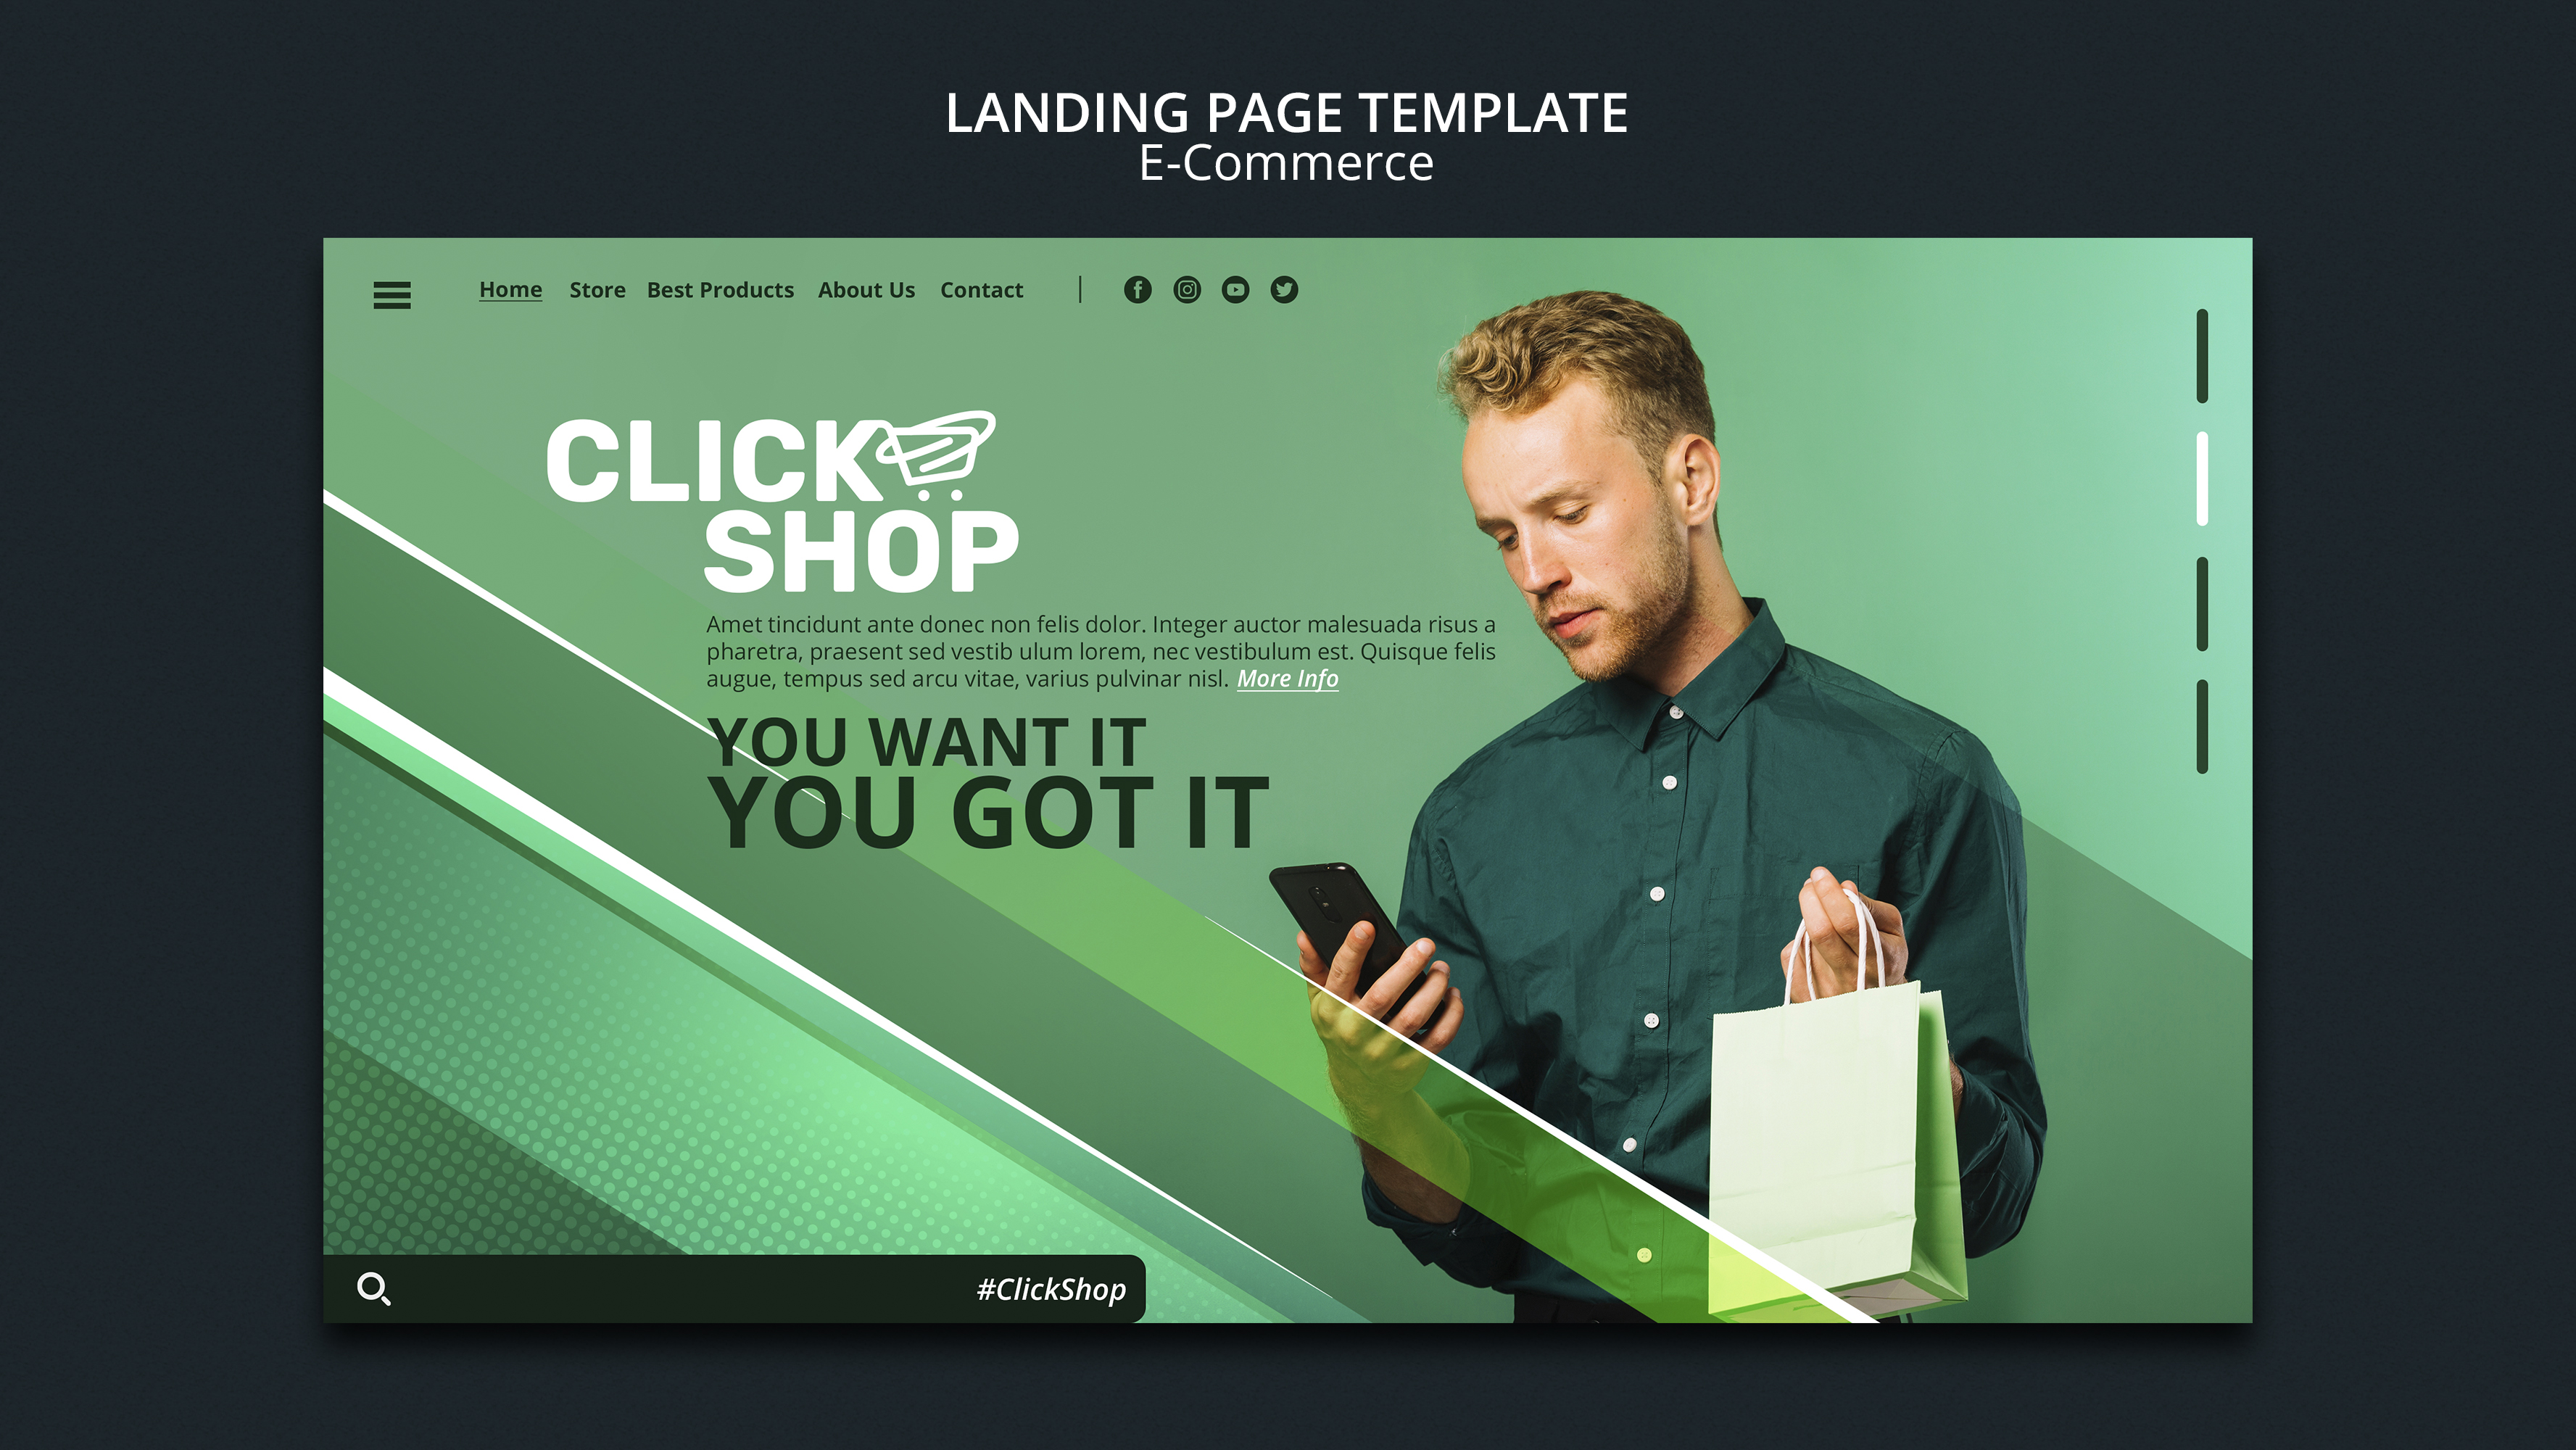 LANDING PAGE TEMPLATE
E-Commerce
Home Store Best Products About Us Contact
CLICK
SHOP
Amet tincidunt ante donec non felis dolor. Integer auctor malesuada risus a
pharetra, praesent sed vestib ulum lorem, nec vestibulum est. Quisque felis
augue, tempus sed arcu vitae, varius pulvinar nisl. More Info
YOU WANT IT
YOU GOT IT
#ClickShop